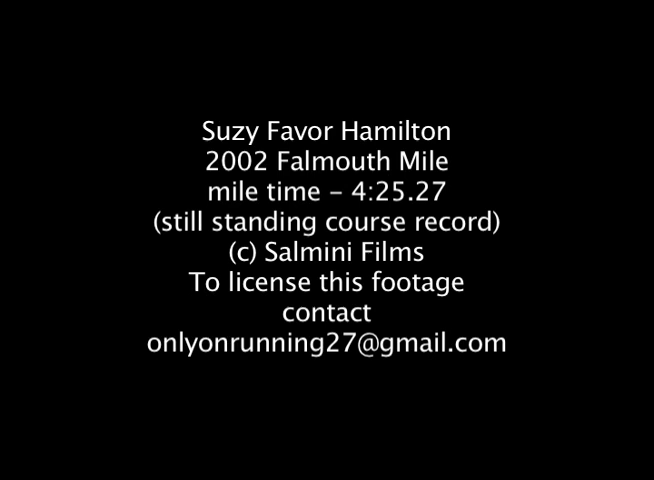 Suzy Favor Hamilton
2002 Falmouth Mile
mile time - 4:25.27
(still standing course record)
(c) Salmini Films
To license this footage
contact
onlyonrunning27@gmail.com